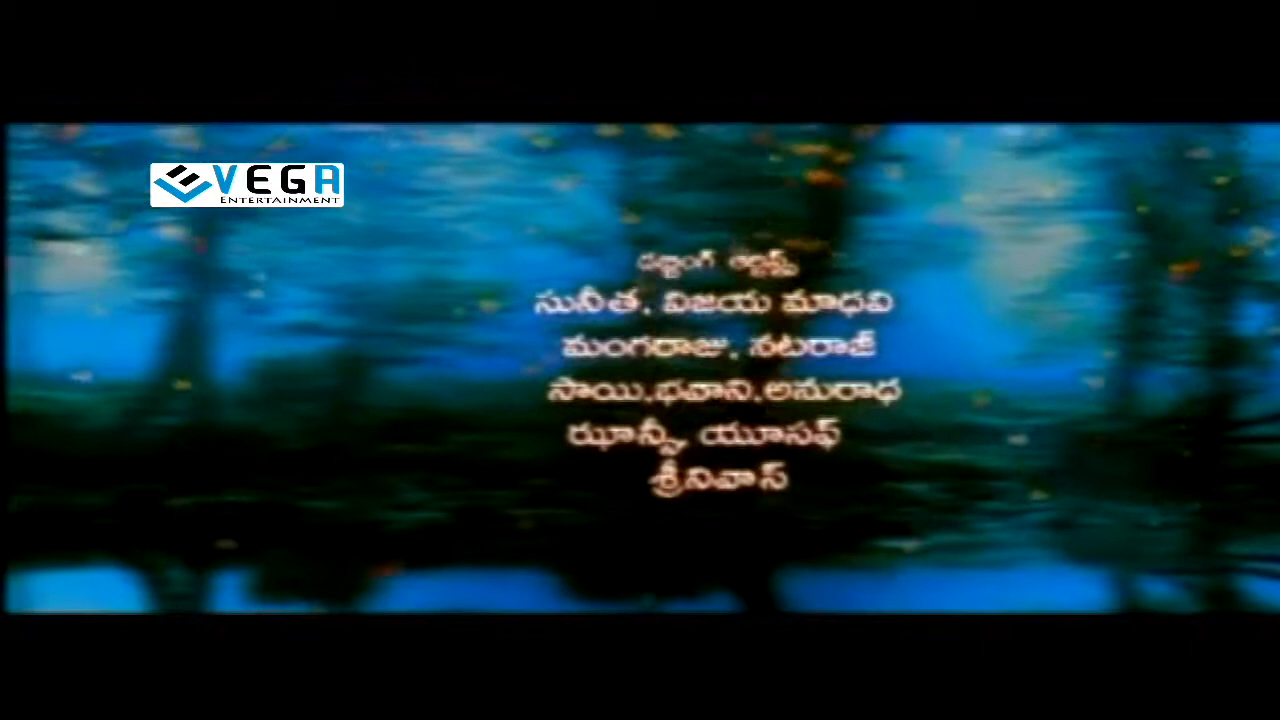 VEGA
ENTERTAINMENT
డబ్బింగ్ ఆర్టిస్ట్స్
సునీత, విజయ మాధవి
మంగరాజు, నటరాజ్
సాయి,భవాని,అనురాధ
ఝాన్సీ, యూసఫ్
శ్రీనివాస్